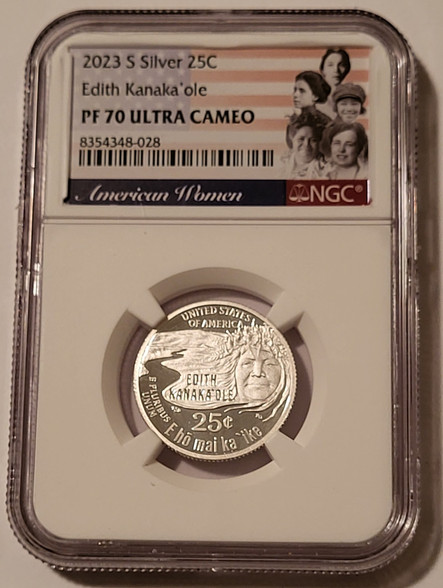 2023 S Silver 25C
Edith Kanaka'ole
PF 70 ULTRA CAMEO
8354348-028
American Women
NGC®
UNITED STATES
OF AMERICA
EDITH
KANAKA'OLE
E PLURIBUS
UNUM
25¢
E hō mai ka 'ike